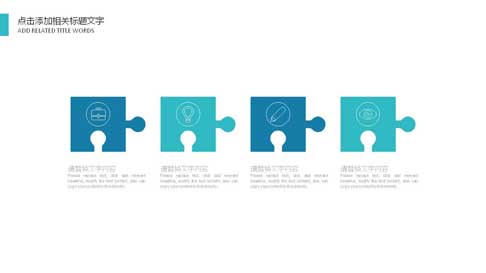 点击添加相关标题文字
ADD RELATED TITLE WORDS
请替换文字内容
Please replace text, click add relevant
headline, modify the text content, also can
copy your content to this directly.
请替换文字内容
Please replace text, click add relevant
headline, modify the text content, also can
copy your content to this directly.
请替换文字内容
Please replace text, click add relevant
headline, modify the text content, also can
copy your content to this directly.
请替换文字内容
Please replace text, click add relevant
headline, modify the text content, also can
copy your content to this directly.